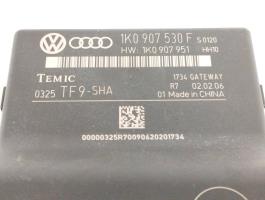 1K0 907 530 F S 0120
HW: 1K0 907 951 HH10
TEMIC 1734 GATEWAY
R7 02.02.06
0325 TF9-SHA 01 Made in CHINA
00000325R70090620201734